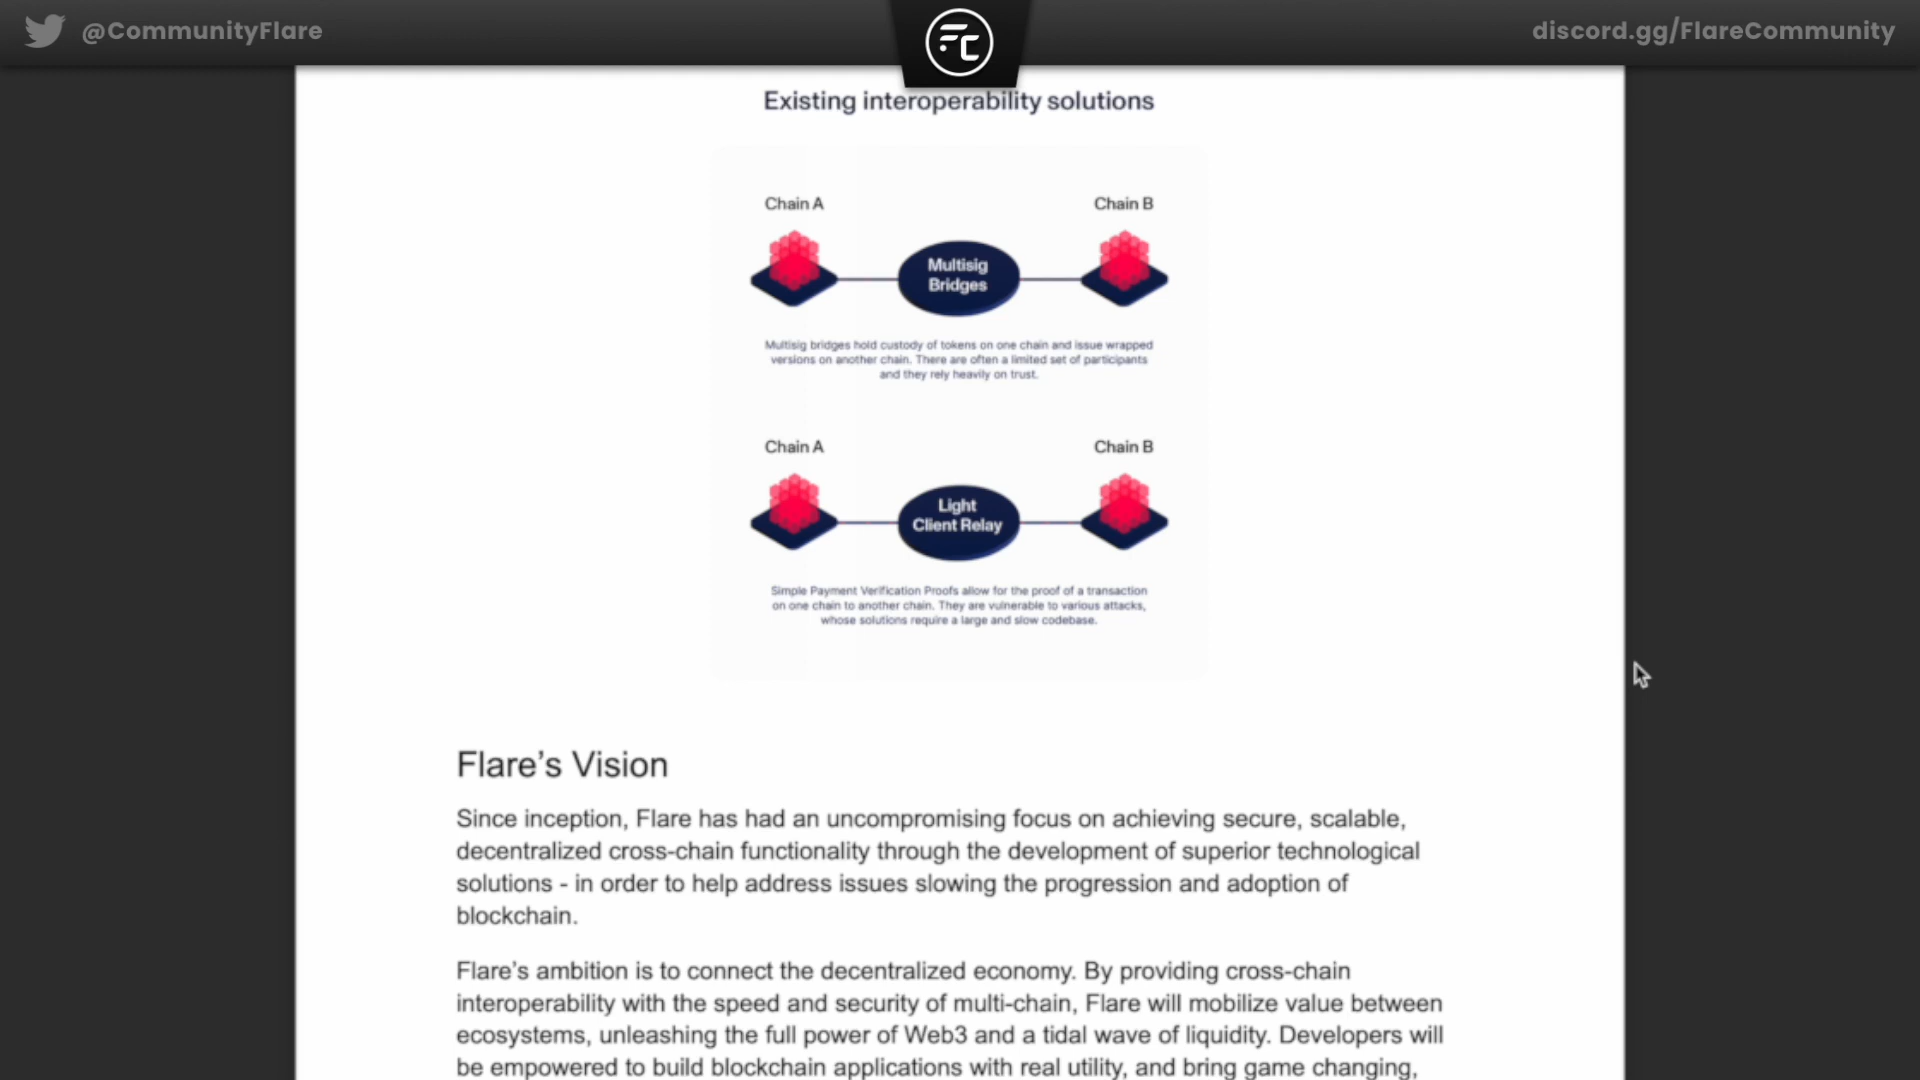 @CommunityFlare
FC
discord.gg/FlareCommunity
Existing interoperability solutions
Chain A
Chain B
Multisig
Bridges
Multisig bridges hold custody of tokens on one chain and issue wrapped
versions on another chain. There are often a limited set of participants
and they rely heavily on trust.
Chain A
Chain B
Light
Client Relay
Simple Payment Verification Proofs allow for the proof of a transaction
on one chain to another chain. They are vulnerable to various attacks,
whose solutions require a large and slow codebase.
Flare’s Vision
Since inception, Flare has had an uncompromising focus on achieving secure, scalable,
decentralized cross-chain functionality through the development of superior technological
solutions - in order to help address issues slowing the progression and adoption of
blockchain.
Flare’s ambition is to connect the decentralized economy. By providing cross-chain
interoperability with the speed and security of multi-chain, Flare will mobilize value between
ecosystems, unleashing the full power of Web3 and a tidal wave of liquidity. Developers will
be empowered to build blockchain applications with real utility, and bring game changing,